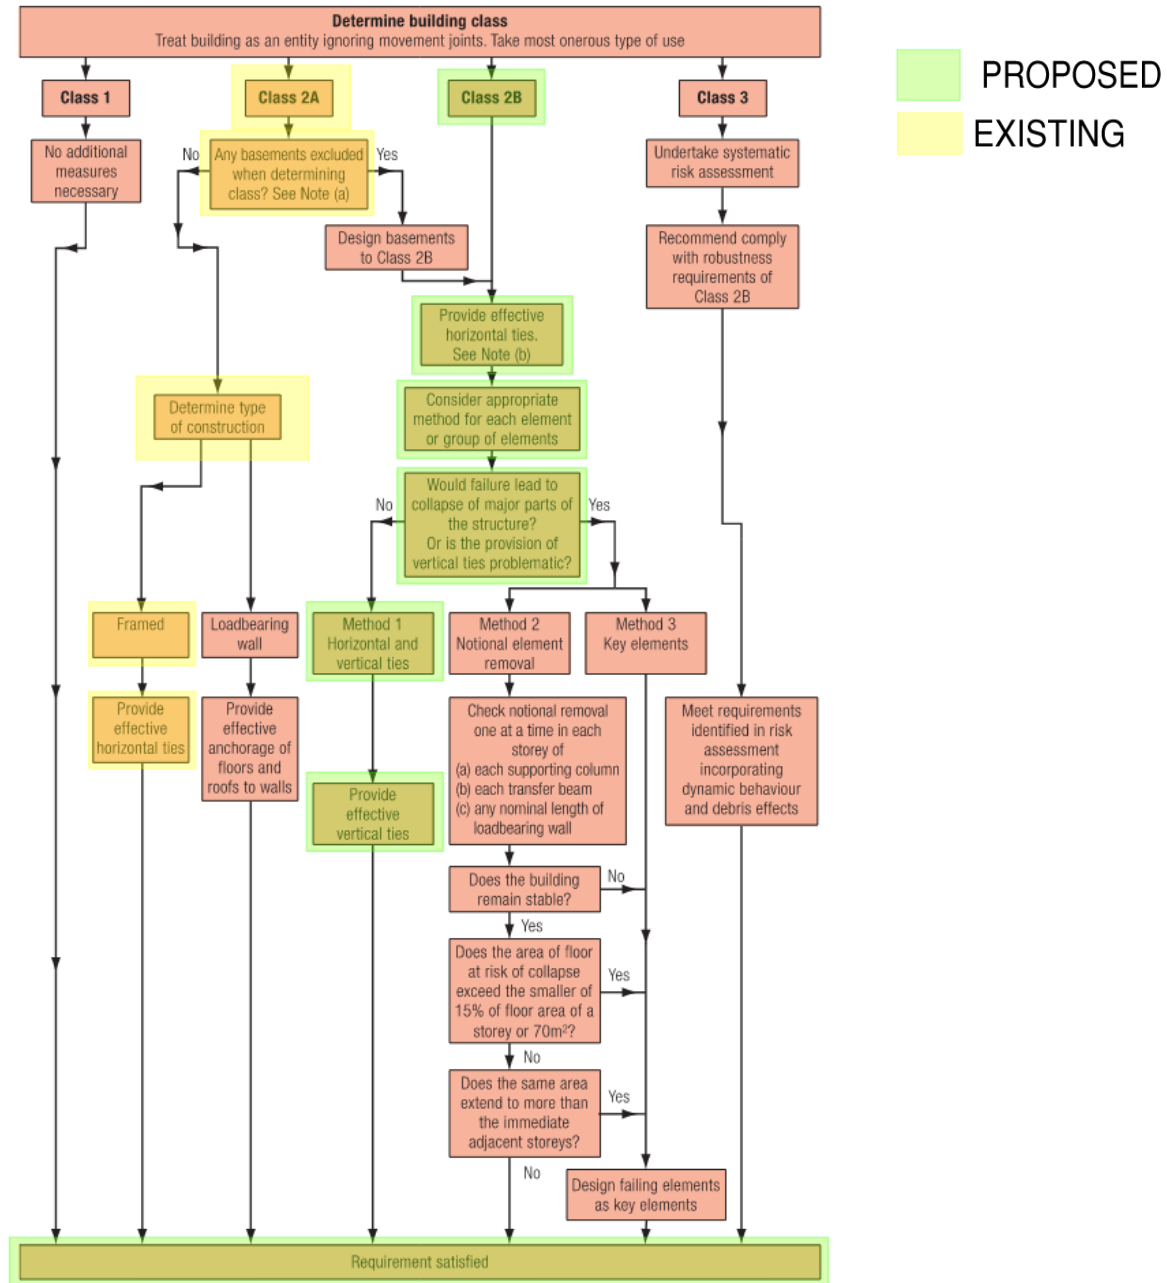 Determine building class
Treat building as an entity ignoring movement joints. Take most onerous type of use
PROPOSED
EXISTING
Class 1
Class 2A
Class 2B
Class 3
No additional
measures
necessary
No
Any basements excluded
when determining
class? See Note (a)
Yes
Undertake systematic
risk assessment
Design basements
to Class 2B
Recommend comply
with robustness
requirements of
Class 2B
Provide effective
horizontal ties.
See Note (b)
Determine type
of construction
Consider appropriate
method for each element
or group of elements
No
Would failure lead to
collapse of major parts of
the structure?
Or is the provision of
vertical ties problematic?
Yes
Framed
Loadbearing
wall
Method 1
Horizontal and
vertical ties
Method 2
Notional element
removal
Method 3
Key elements
Provide
effective
horizontal ties
Provide
effective
anchorage of
floors and
roofs to walls
Provide
effective
vertical ties
Check notional removal
one at a time in each
storey of
(a) each supporting column
(b) each transfer beam
(c) any nominal length of
loadbearing wall
Meet requirements
identified in risk
assessment
incorporating
dynamic behaviour
and debris effects
Does the building
remain stable?
No
Yes
Does the area of floor
at risk of collapse
exceed the smaller of
15% of floor area of a
storey or 70m²?
Yes
No
Does the same area
extend to more than
the immediate
adjacent storeys?
Yes
No
Design failing elements
as key elements
Requirement satisfied